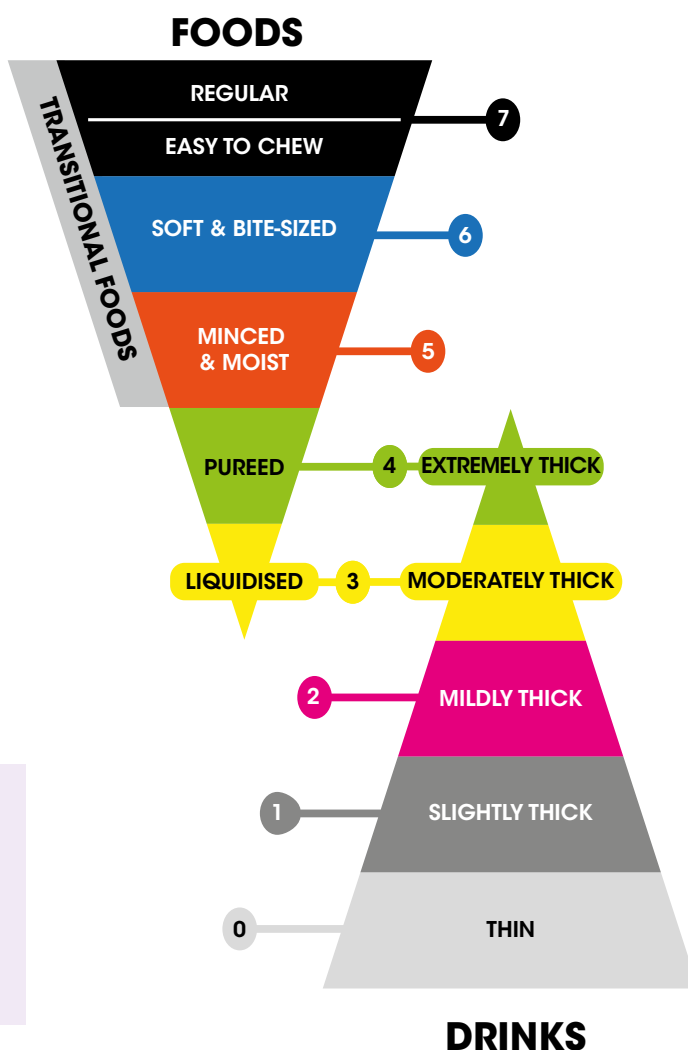 FOODS
TRANSITIONAL FOODS
REGULAR
7
EASY TO CHEW
SOFT & BITE-SIZED
6
MINCED
& MOIST
5
PUREED
4
EXTREMELY THICK
LIQUIDISED
3
MODERATELY THICK
2
MILDLY THICK
1
SLIGHTLY THICK
0
THIN
DRINKS